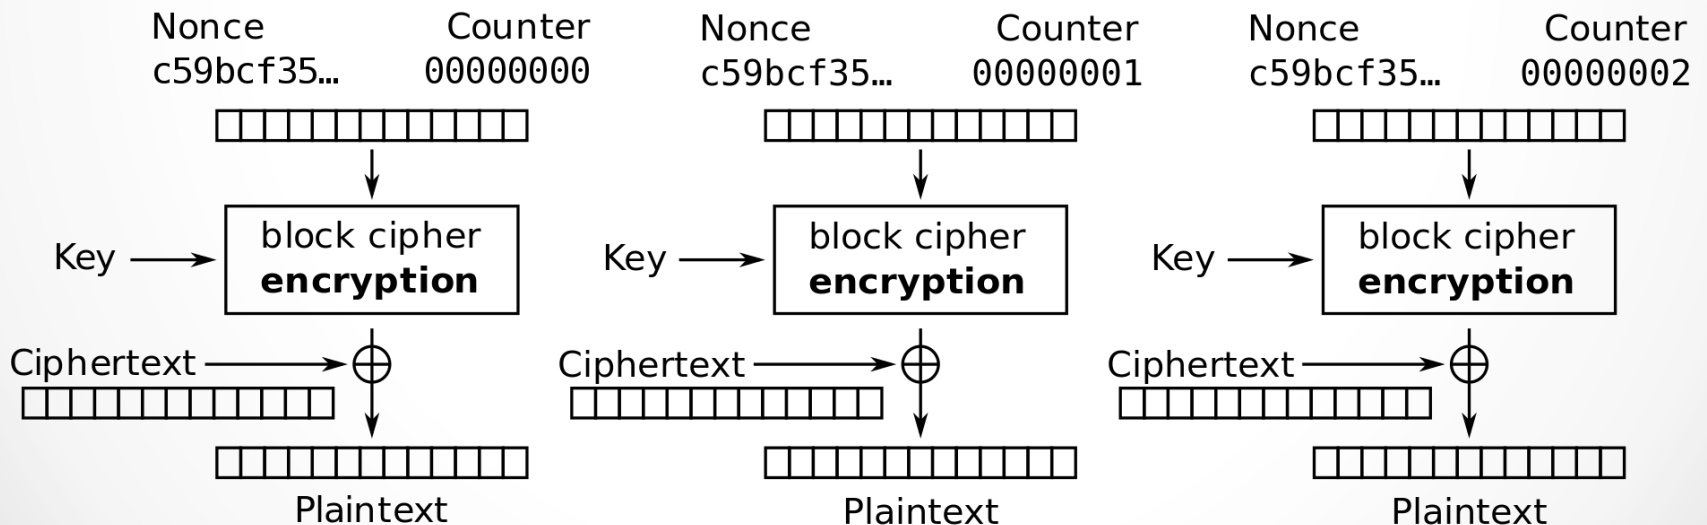 Nonce Counter Nonce Counter Nonce Counter
c59bcf35… 00000000 c59bcf35… 00000001 c59bcf35… 00000002
block cipher block cipher block cipher
Key encryption Key encryption Key encryption
Ciphertext Ciphertext Ciphertext
Plaintext Plaintext Plaintext